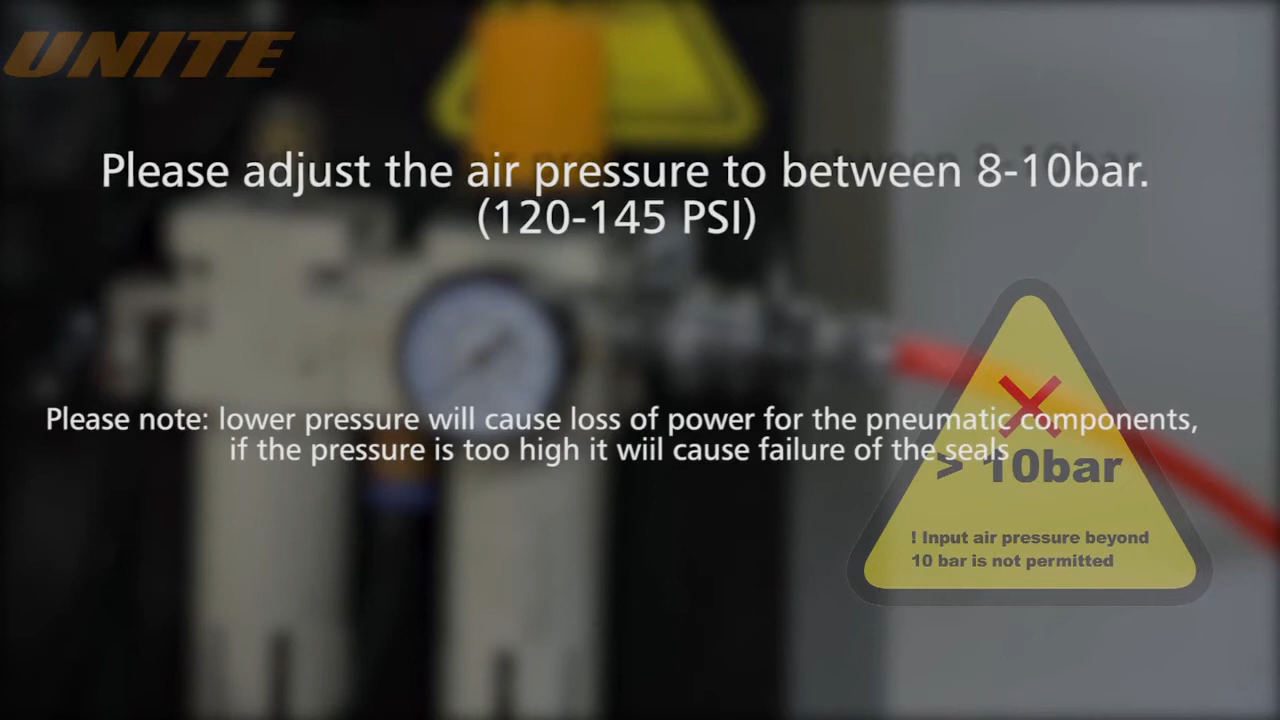 UNITE
Please adjust the air pressure to between 8-10bar.
(120-145 PSI)
Please note: lower pressure will cause loss of power for the pneumatic components,
if the pressure is too high it wiil cause failure of the seals
> 10bar
! Input air pressure beyond
10 bar is not permitted